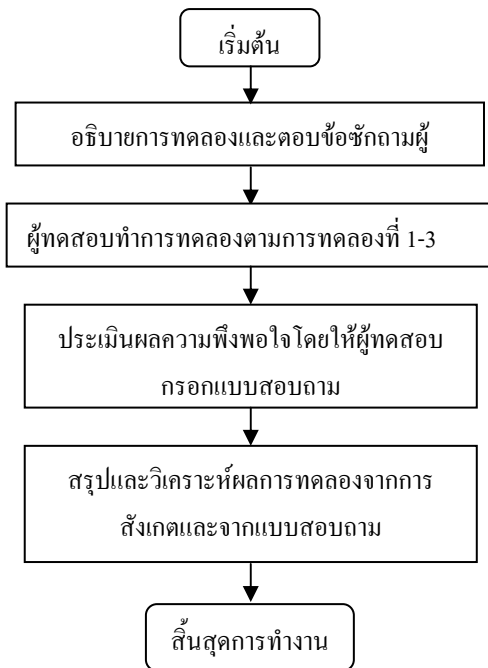 เริ่มต้น
อธิบายการทดลองและตอบข้อซักถามผู้
ผู้ทดสอบทำการทดลองตามการทดลองที่ 1-3
ประเมินผลความพึงพอใจโดยให้ผู้ทดสอบ
กรอกแบบสอบถาม
สรุปและวิเคราะห์ผลการทดลองจากการ
สังเกตและจากแบบสอบถาม
สิ้นสุดการทำงาน